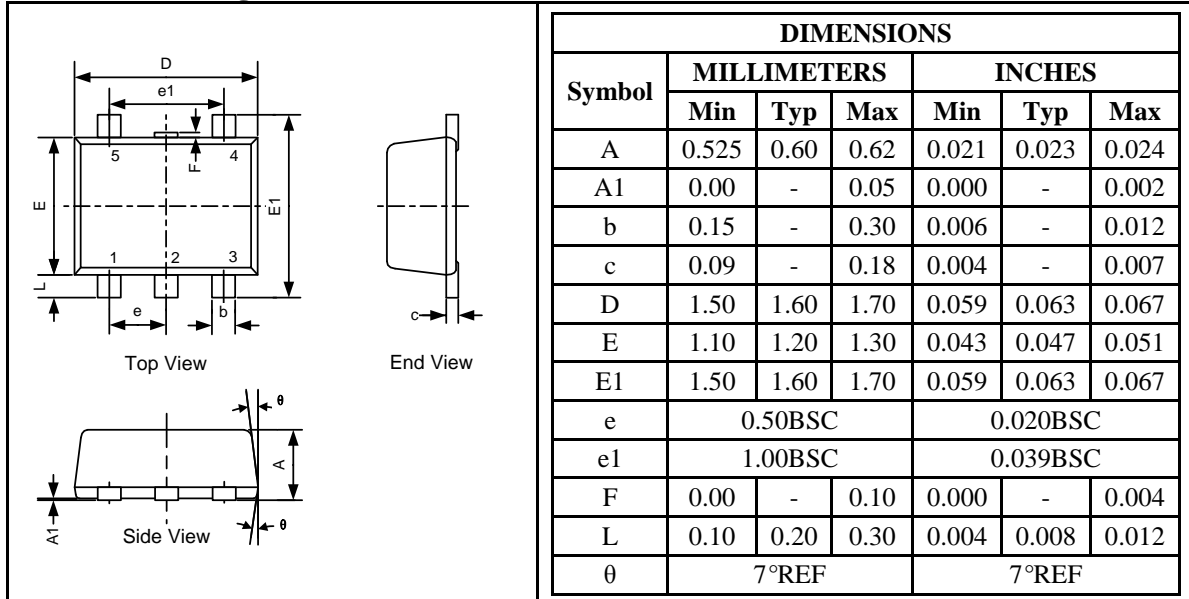 D
e1
5
4
F
E
E1
1
2
3
L
e
b
c
Top View
End View
θ
A
A1
θ
Side View
DIMENSIONS
Symbol MILLIMETERS INCHES
Min Typ Max Min Typ Max
A 0.525 0.60 0.62 0.021 0.023 0.024
A1 0.00 - 0.05 0.000 - 0.002
b 0.15 - 0.30 0.006 - 0.012
c 0.09 - 0.18 0.004 - 0.007
D 1.50 1.60 1.70 0.059 0.063 0.067
E 1.10 1.20 1.30 0.043 0.047 0.051
E1 1.50 1.60 1.70 0.059 0.063 0.067
e 0.50BSC 0.020BSC
e1 1.00BSC 0.039BSC
F 0.00 - 0.10 0.000 - 0.004
L 0.10 0.20 0.30 0.004 0.008 0.012
θ 7°REF 7°REF